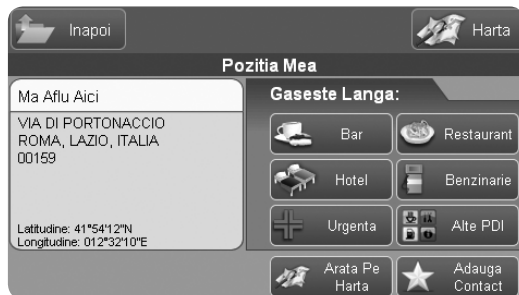 Inapoi
Harta
Pozitia Mea
Ma Aflu Aici
VIA DI PORTONACCIO
ROMA, LAZIO, ITALIA
00159
Latitudine: 41°54'12"N
Longitudine: 012°32'10"E
Gaseste Langa:
Bar
Restaurant
Hotel
Benzinarie
Urgenta
Alte PDI
Arata Pe
Harta
Adauga
Contact